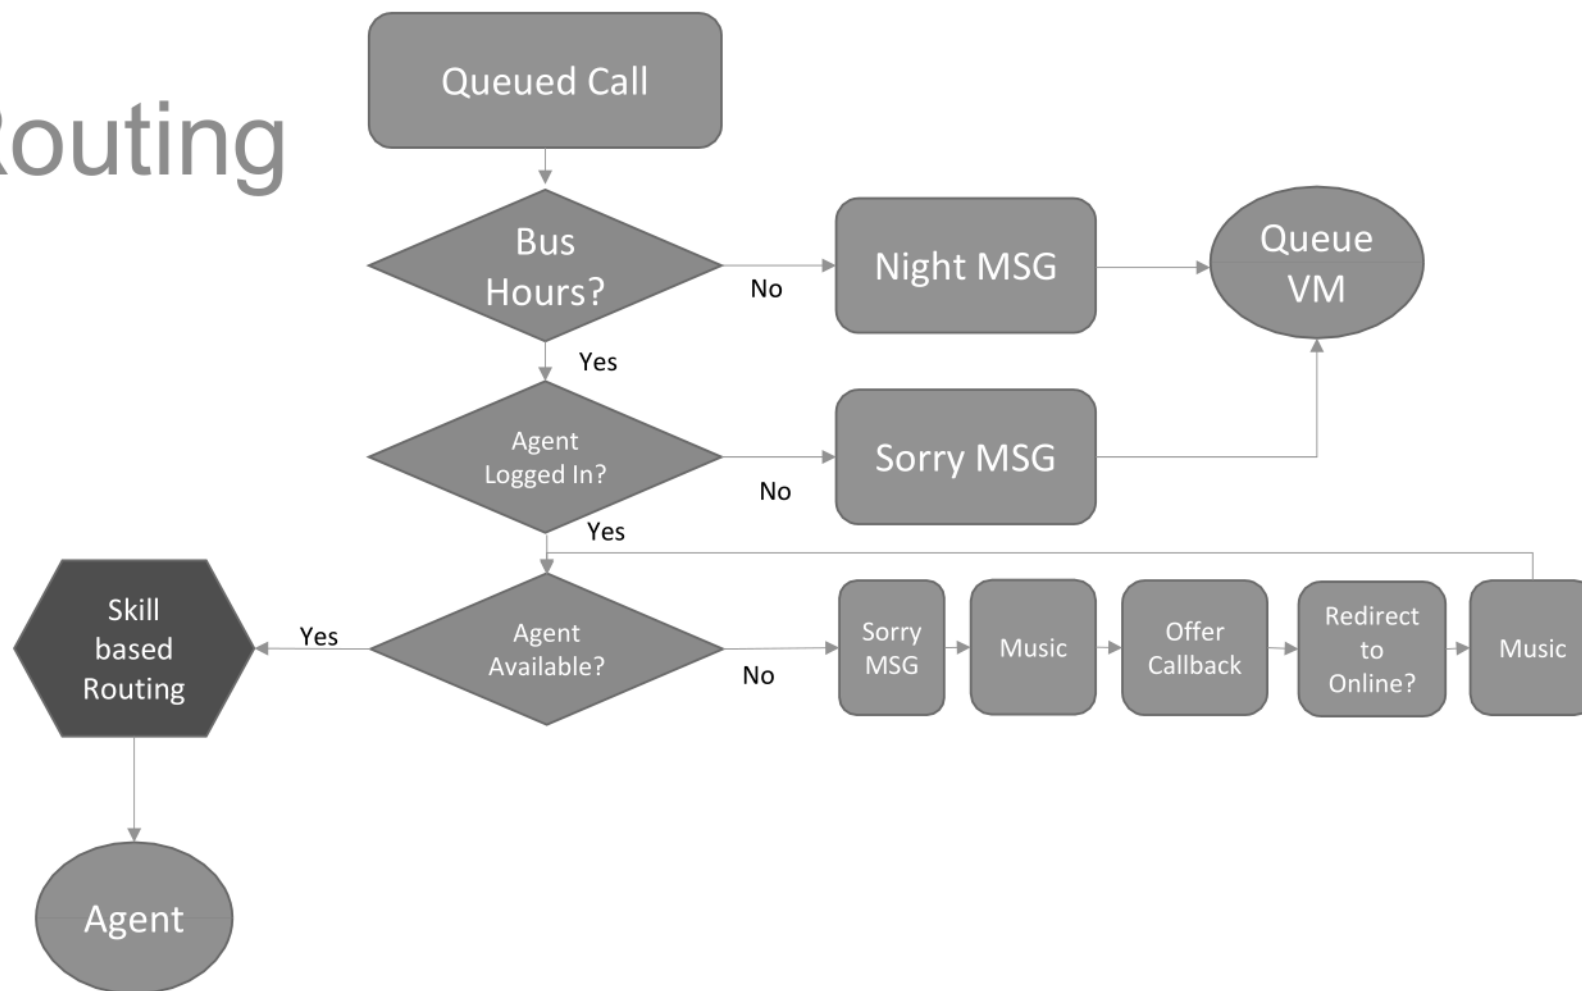 Routing
Queued Call
Bus
Hours?
No
Night MSG
Queue
VM
Yes
Agent
Logged In?
No
Sorry MSG
Yes
Skill
based
Routing
Yes
Agent
Available?
No
Sorry
MSG
Music
Offer
Callback
Redirect
to
Online?
Music
Agent